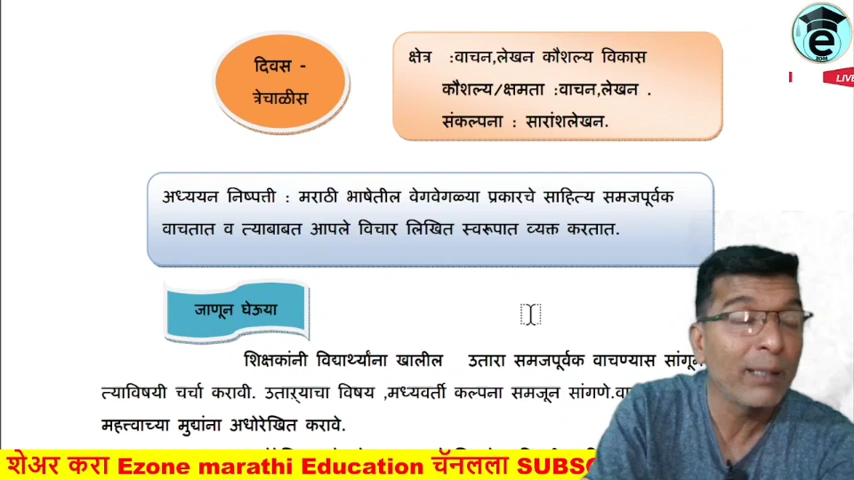 दिवस -
त्रेचाळीस
क्षेत्र :वाचन,लेखन कौशल्य विकास
कौशल्य/क्षमता :वाचन,लेखन .
संकल्पना : सारांशलेखन.
e
LIVE
अध्ययन निष्पत्ती : मराठी भाषेतील वेगवेगळ्या प्रकारचे साहित्य समजपूर्वक
वाचतात व त्याबाबत आपले विचार लिखित स्वरूपात व्यक्त करतात.
जाणून घेऊया
शिक्षकांनी विद्यार्थ्यांना खालील उतारा समजपूर्वक वाचण्यास सांगून
त्याविषयी चर्चा करावी. उताऱ्याचा विषय ,मध्यवर्ती कल्पना समजून सांगणे.
महत्त्वाच्या मुद्यांना अधोरेखित करावे.
शेअर करा Ezone marathi Education चॅनलला